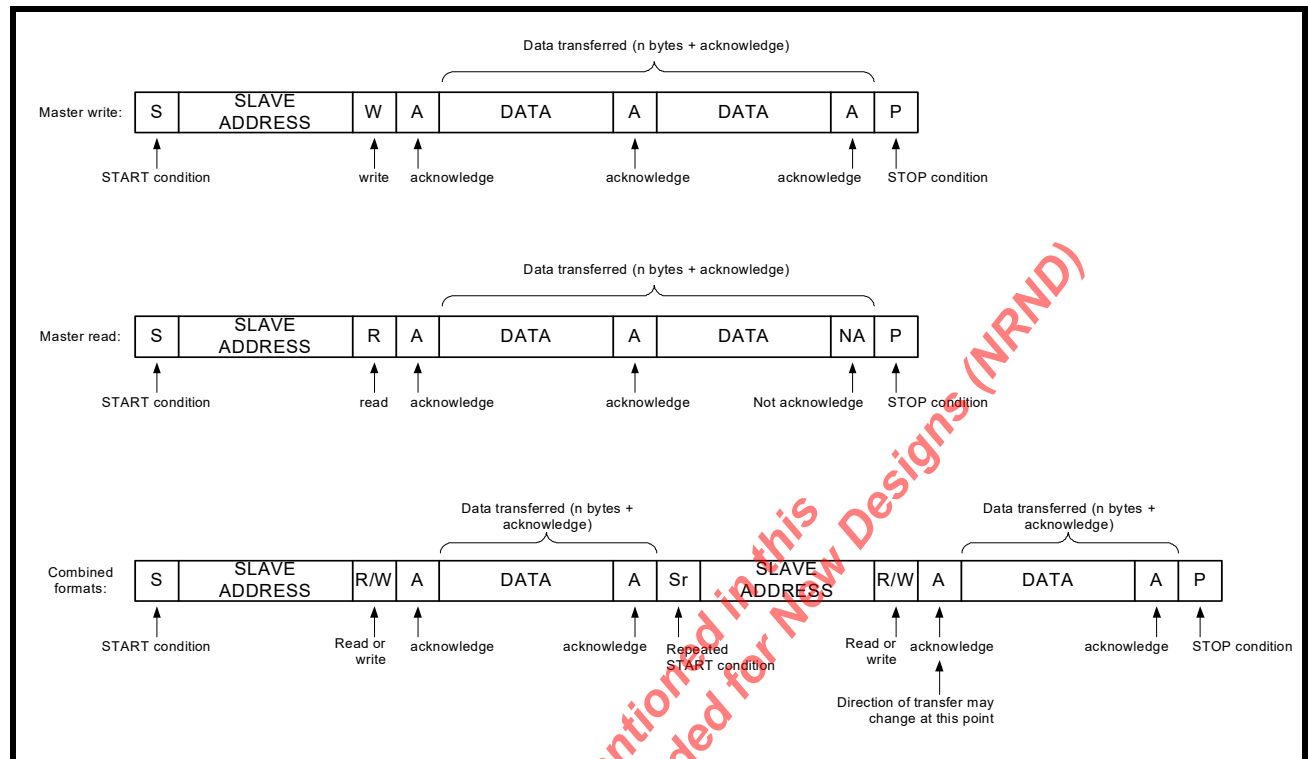 Data transferred (n bytes + acknowledge)
Master write:
S
SLAVE
ADDRESS
W
A
DATA
A
DATA
A
P
START condition
write
acknowledge
acknowledge
acknowledge
STOP condition
Data transferred (n bytes + acknowledge)
Master read:
S
SLAVE
ADDRESS
R
A
DATA
A
DATA
NA
P
START condition
read
acknowledge
acknowledge
Not acknowledge
STOP condition
Data transferred (n bytes +
acknowledge)
Data transferred (n bytes +
acknowledge)
Combined
formats:
S
SLAVE
ADDRESS
R/W
A
DATA
A
Sr
SLAVE
ADDRESS
R/W
A
DATA
A
P
START condition
Read or
write
acknowledge
acknowledge
Repeated
START condition
Read or
write
acknowledge
acknowledge
STOP condition
Direction of transfer may
change at this point
in this
for New Designs (NRND)